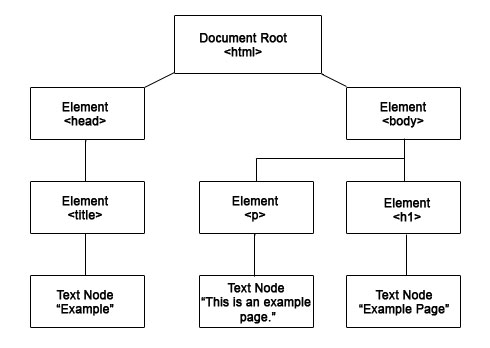 Document Root
<html>
Element
<head>
Element
<body>
Element
<title>
Element
<p>
Element
<h1>
Text Node
“Example”
Text Node
“This is an example
page.”
Text Node
“Example Page”